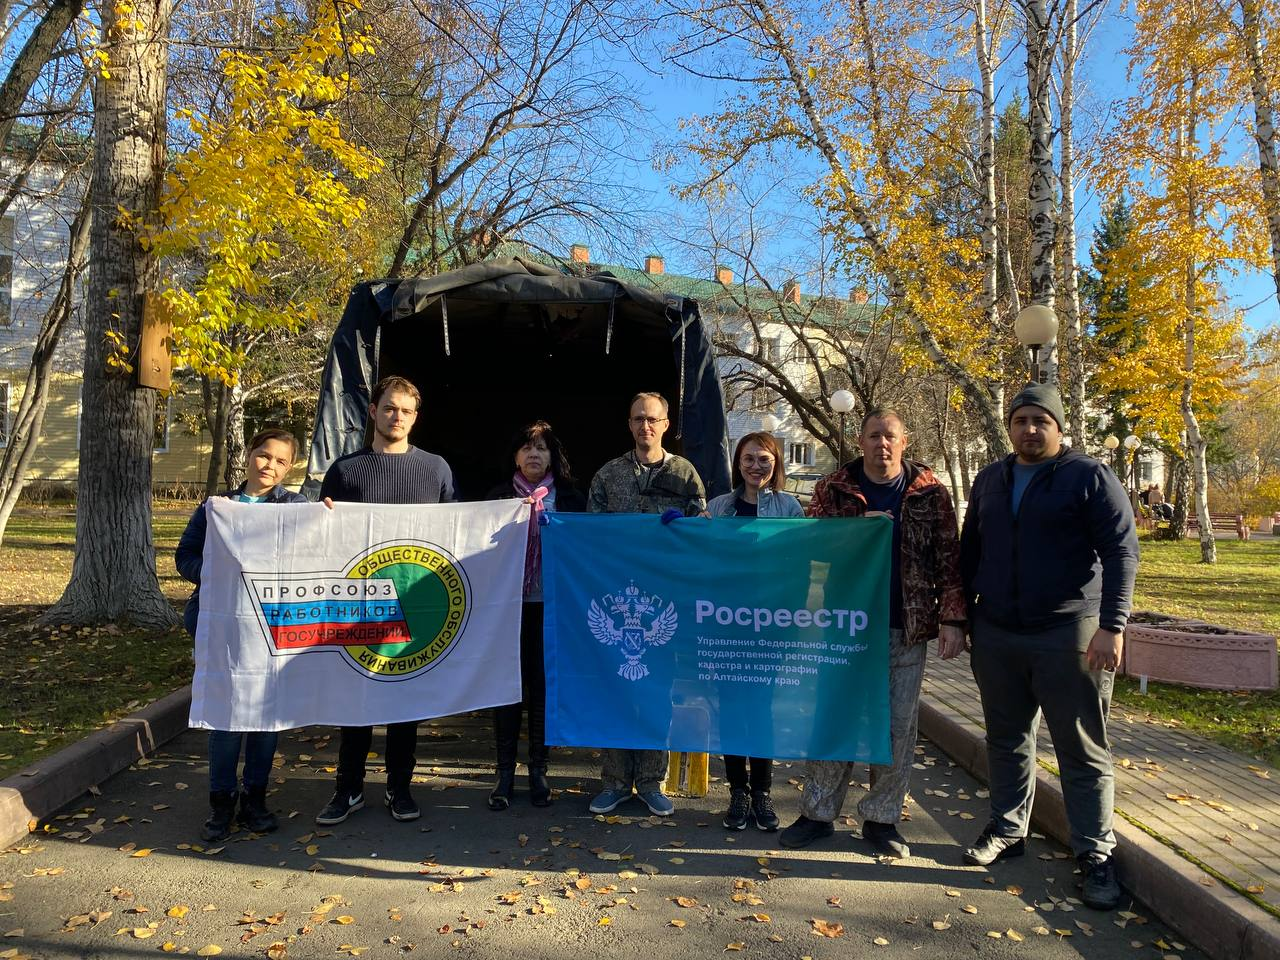 ПРОФСОЮЗ
РАБОТНИКОВ
ГОСУЧРЕЖДЕНИЙ
ОБЩЕСТВЕННОГО ОБСЛУЖИВАНИЯ
Росреестр
Управление Федеральной службы
государственной регистрации,
кадастра и картографии
по Алтайскому краю